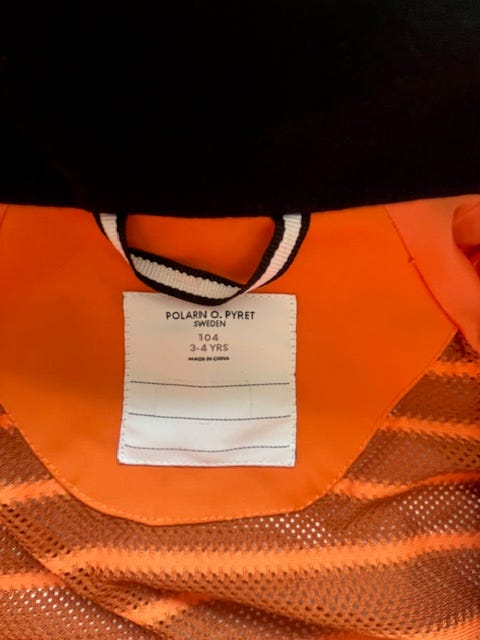 POLARN O. PYRET
SWEDEN
104
3-4 YRS
MADE IN CHINA